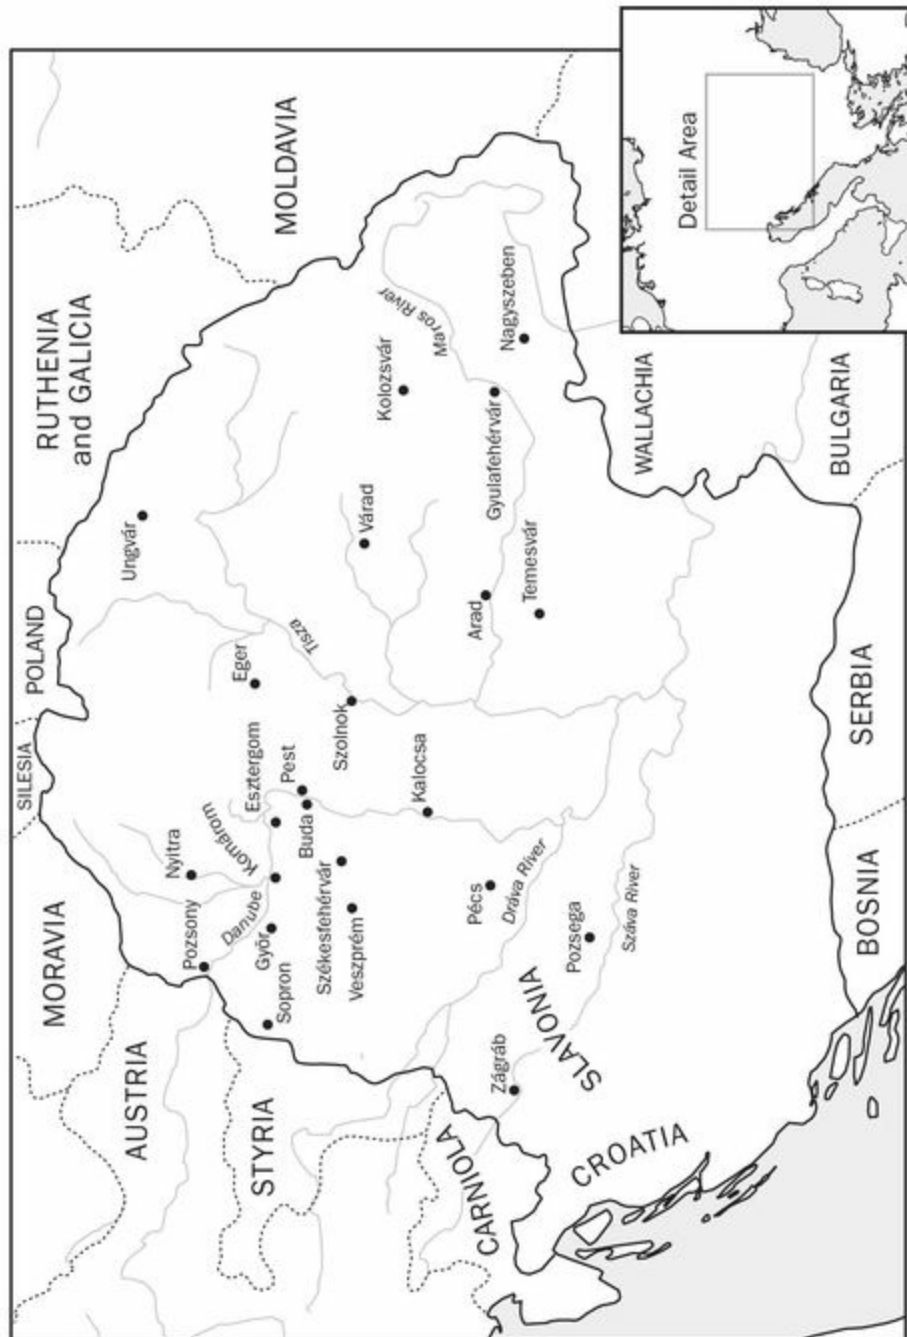 SILESIA
POLAND
RUTHENIA
and GALICIA
MORAVIA
MOLDAVIA
AUSTRIA
STYRIA
CARNIOLA
CROATIA
SLAVONIA
BOSNIA
SERBIA
BULGARIA
WALLACHIA
Ungvár
Nyitra
Pozsony
Komárom
Danube
Győr
Sopron
Esztergom
Eger
Pest
Buda
Székesfehérvár
Veszprém
Szolnok
Tisza
Várad
Kolozsvár
Maros River
Kalocsa
Arad
Gyulafehérvár
Nagyszeben
Temesvár
Pécs
Dráva River
Zágráb
Pozsega
Száva River
Detail Area